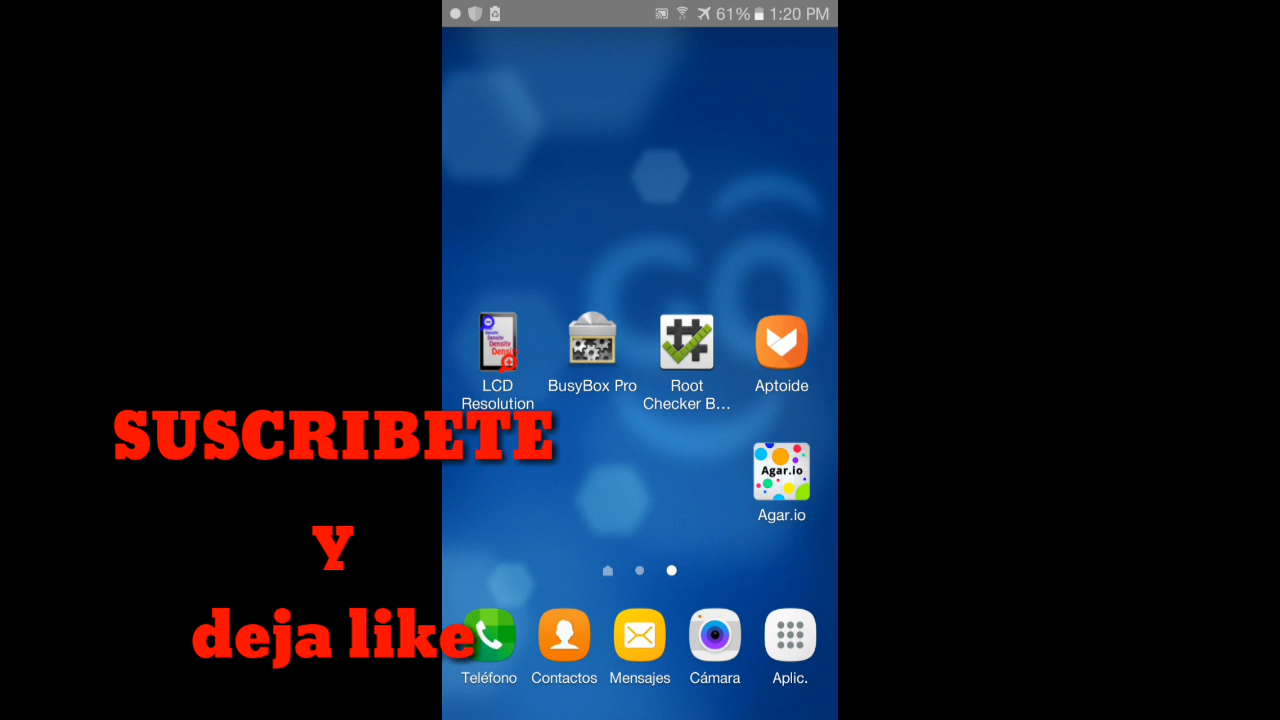 61% 1:20 PM
LCD Resolution
BusyBox Pro
Root Checker B...
Aptoide
Agar.io
Agar.io
SUSCRIBETE
Y
deja like
Teléfono
Contactos
Mensajes
Cámara
Aplic.